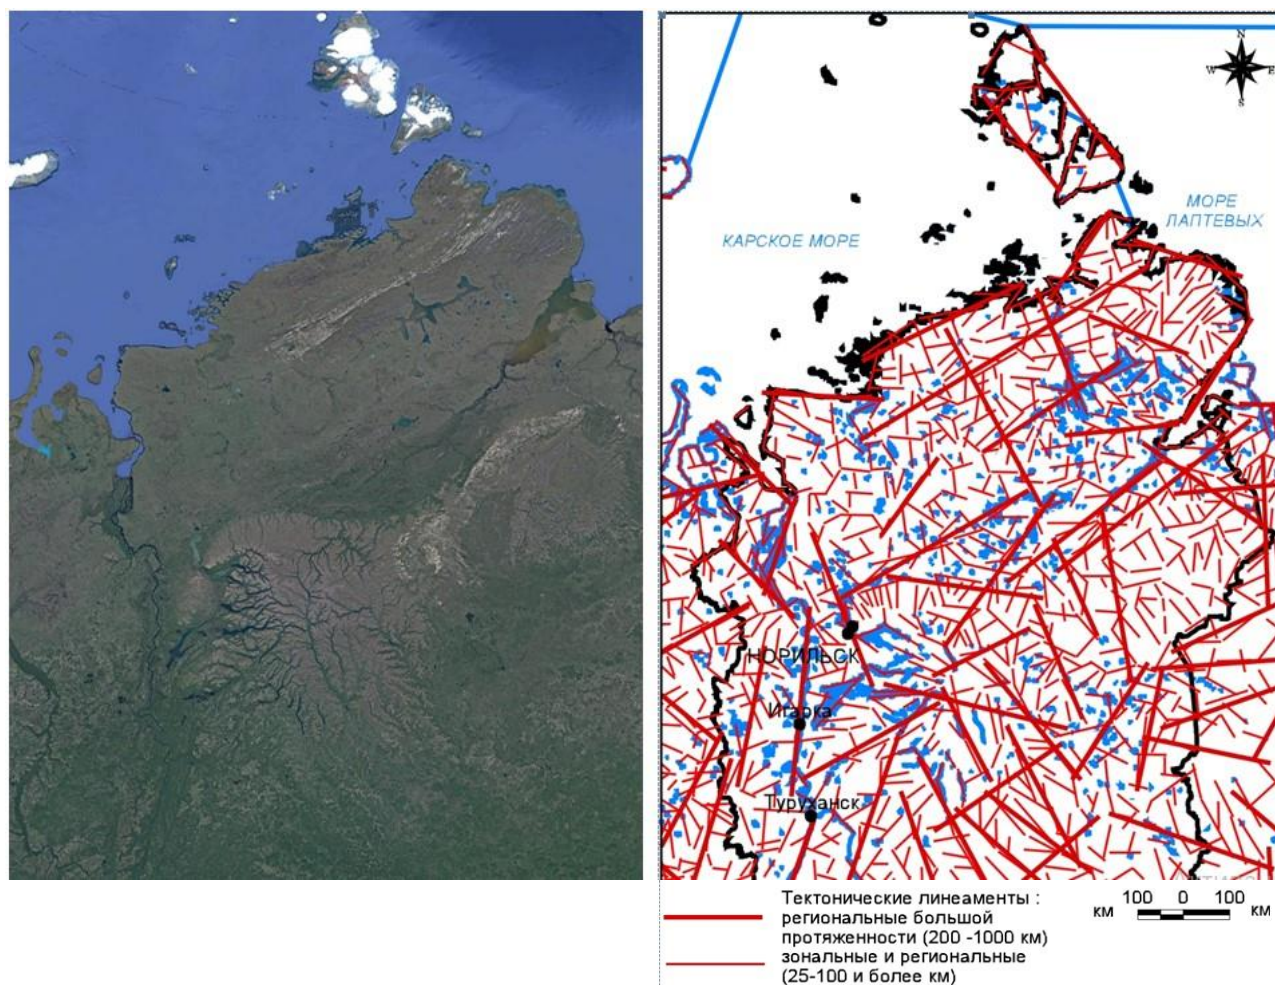 N
W
E
S
МОРЕ
ЛАПТЕВЫХ
КАРСКОЕ МОРЕ
НОРИЛЬСК
Игарка
Туруханск
Тектонические линеаменты :
региональные большой
протяженности (200 -1000 км)
зональные и региональные
(25-100 и более км)
км 100 0 100 км